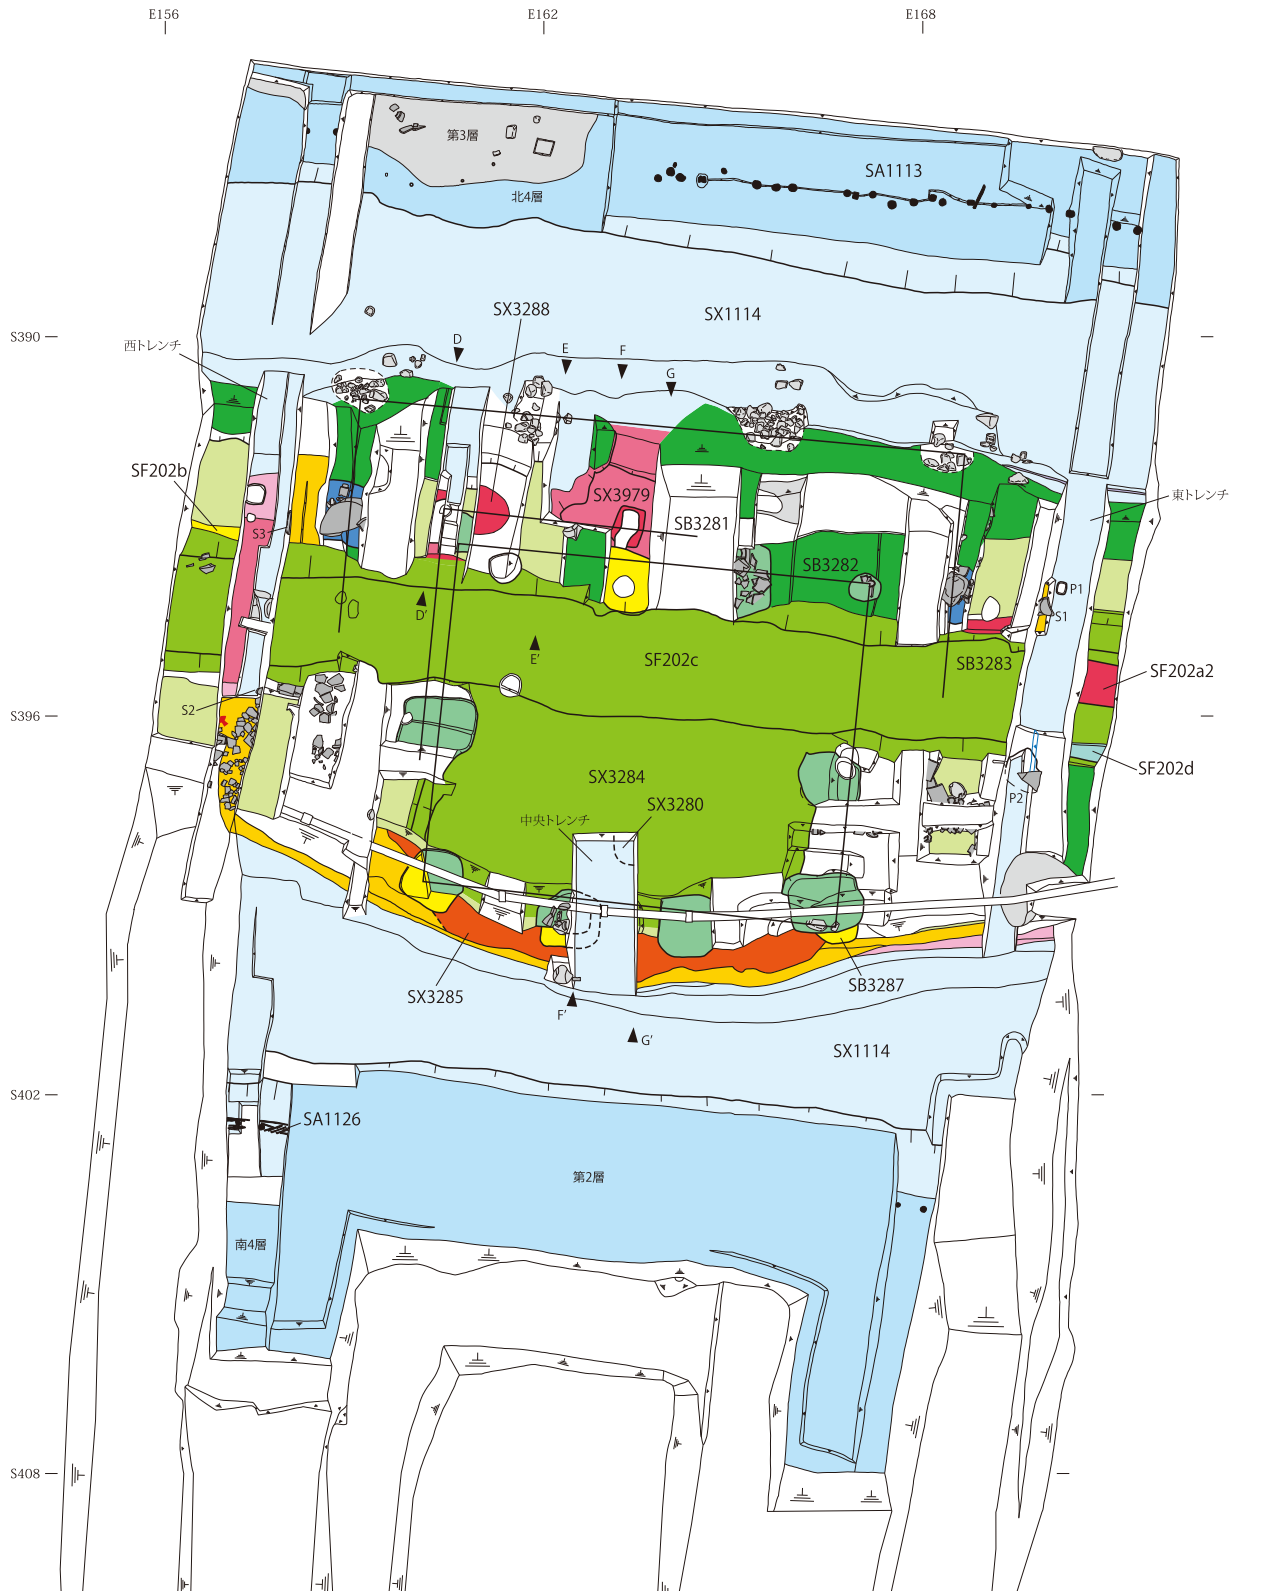 E156
E162
E168
第3層
北4層
SA1113
SX3288
SX1114
S390
西トレンチ
D
E
F
G
SF202b
SX3979
SB3281
東トレンチ
S3
SB3282
P1
S1
D'
E'
SF202c
SB3283
SF202a2
S2
S396
SF202d
SX3284
P2
SX3280
中央トレンチ
SX3285
SB3287
F'
G'
SX1114
S402
SA1126
第2層
南4層
S408